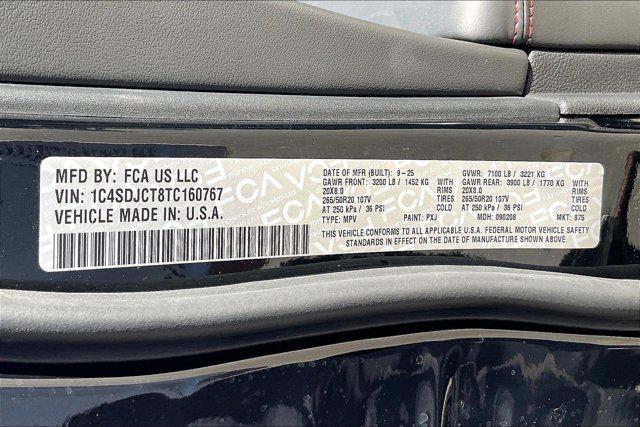 MFD BY: FCA US LLC
VIN: 1C4SDJCT8TC160767
VEHICLE MADE IN: U.S.A.
DATE OF MFR (BUILT): 9-25 GVWR: 7100 LB / 3221 KG
GAWR FRONT: 3200 LB / 1452 KG WITH GAWR REAR: 3900 LB / 1770 KG WITH
20X8.0 RIMS 20X8.0 RIMS
265/50R20 107V TIRES 265/50R20 107V TIRES
AT 250 kPa / 36 PSI COLD AT 250 kPa / 36 PSI COLD
TYPE: MPV PAINT: PXJ MDH: 090208 MKT: 875
THIS VEHICLE CONFORMS TO ALL APPLICABLE U.S.A. FEDERAL MOTOR VEHICLE SAFETY
STANDARDS IN EFFECT ON THE DATE OF MANUFACTURE SHOWN ABOVE.